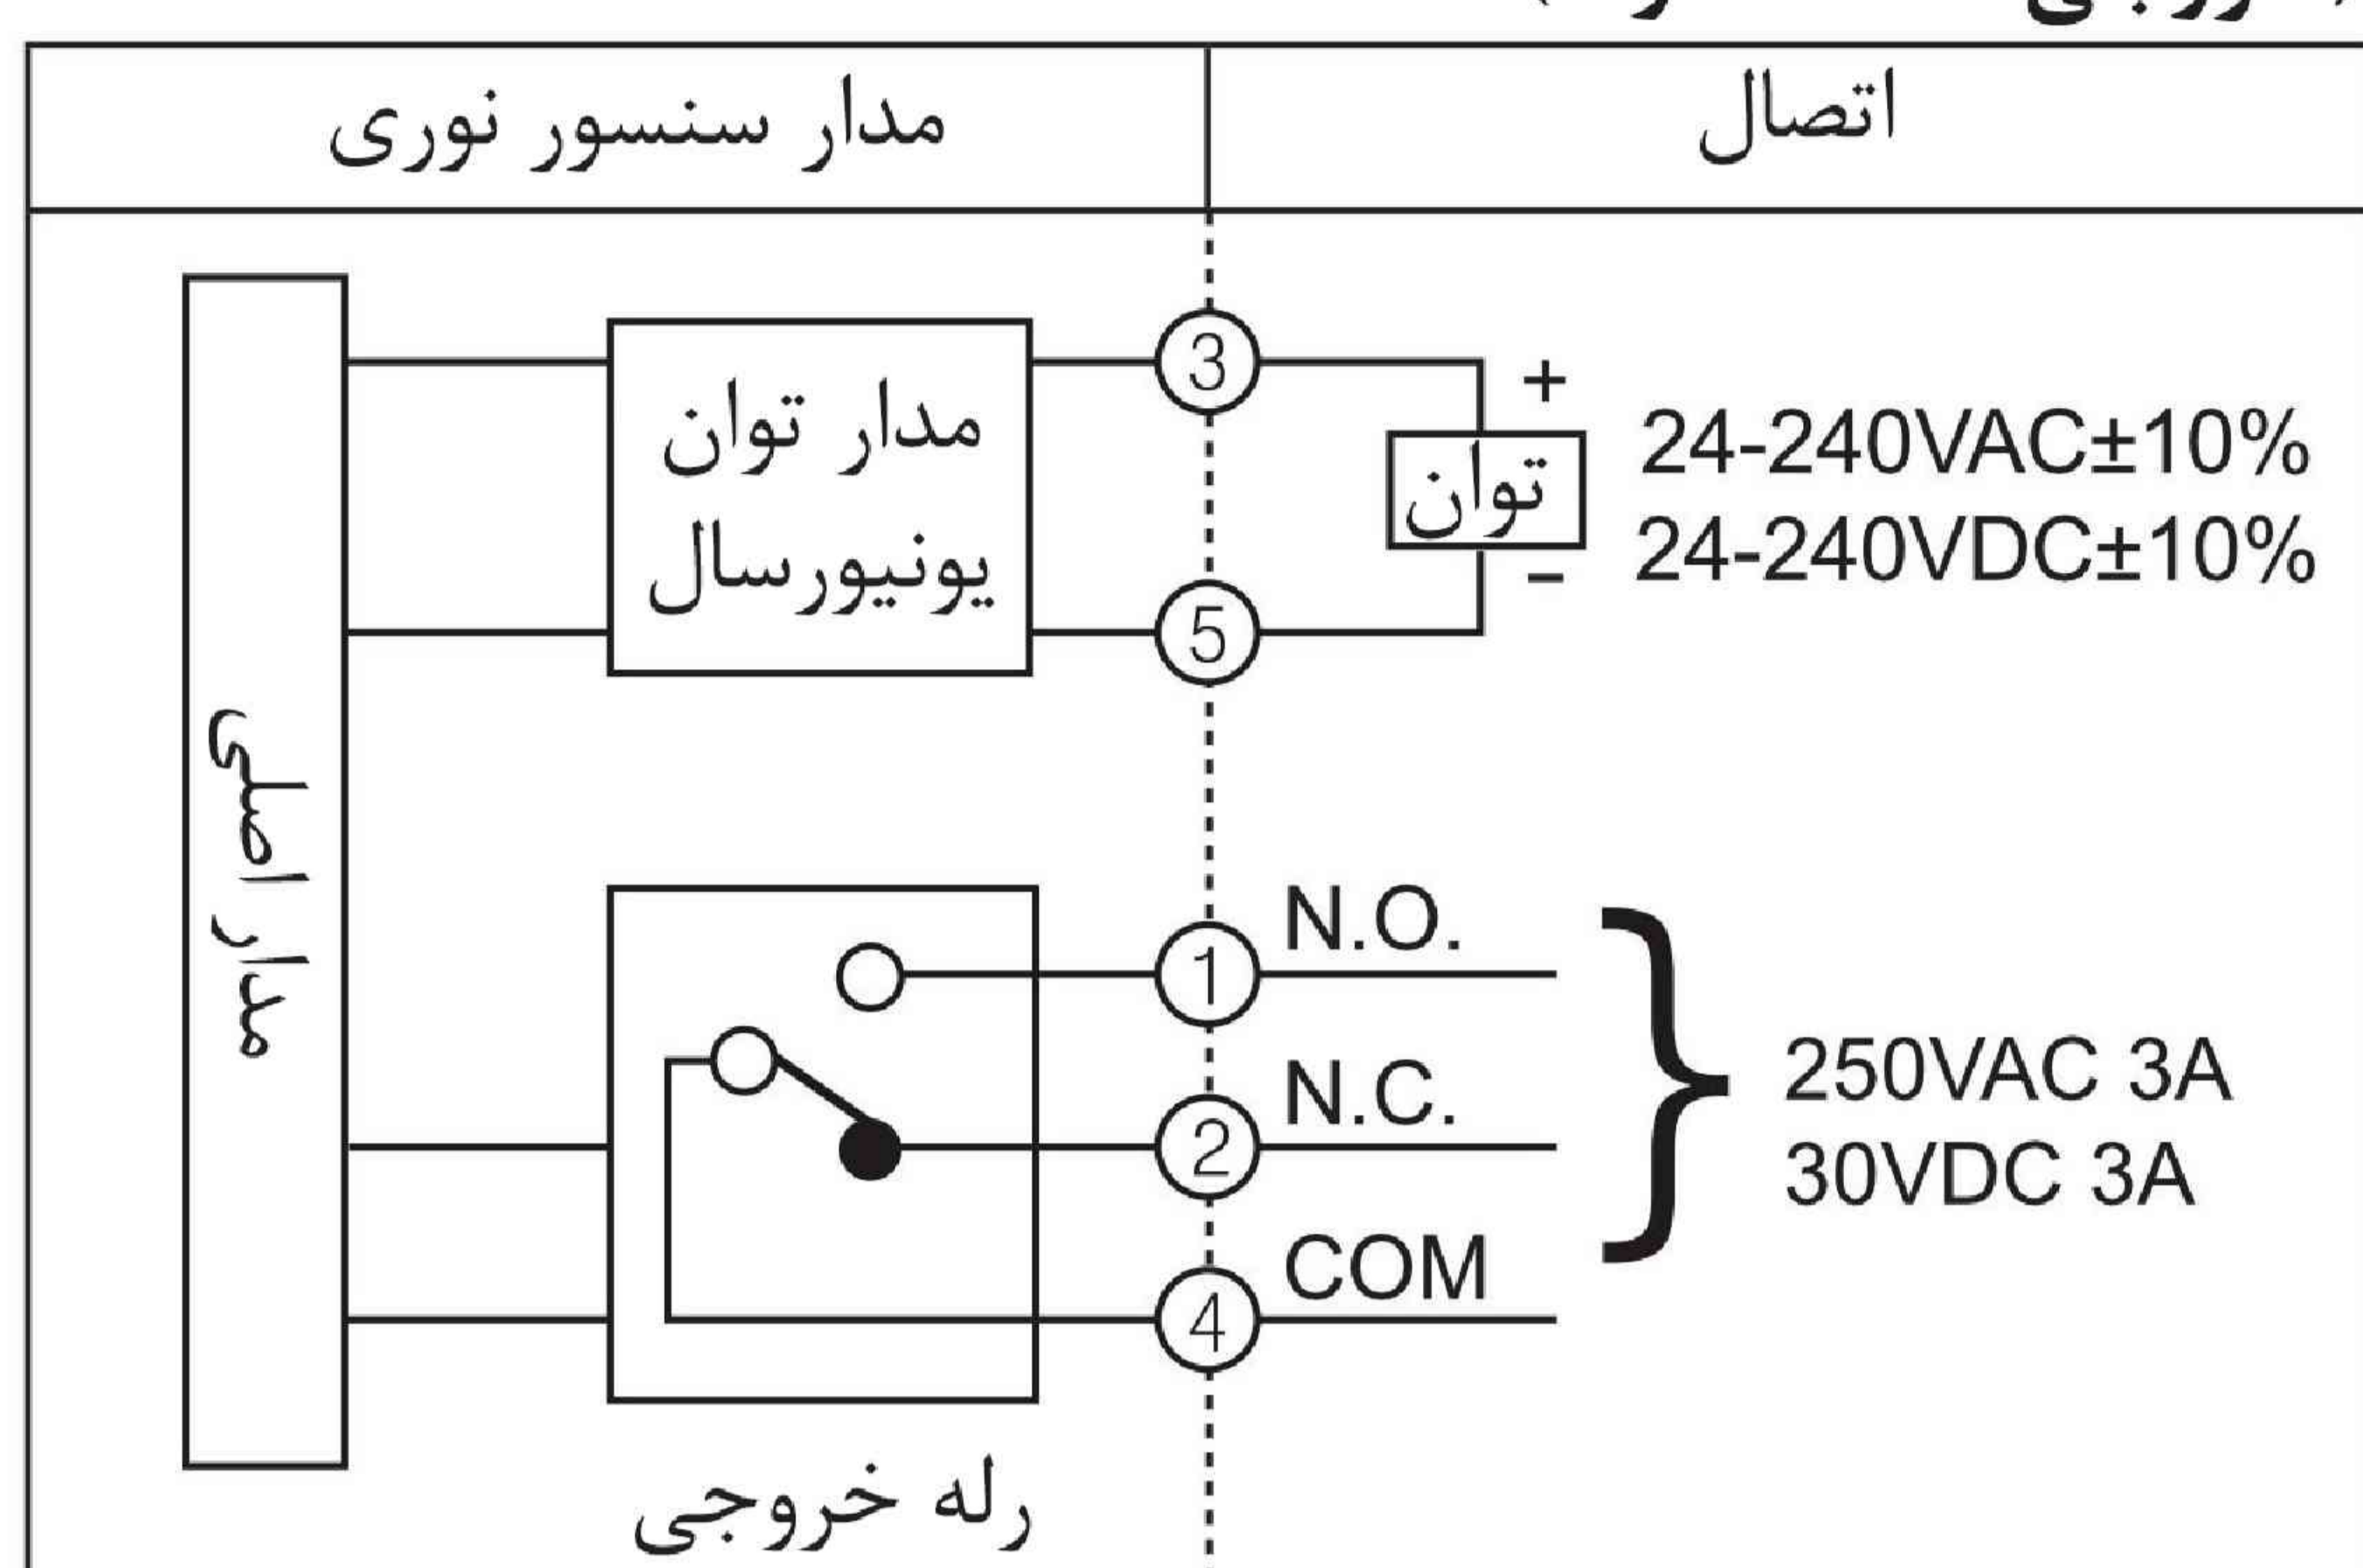 مدار سنسور نوری
اتصال
مدار اصلی
مدار توان
یونیورسال
3
5
+
توان
-
24-240VAC±10%
24-240VDC±10%
1
N.O.
2
N.C.
4
COM
250VAC 3A
30VDC 3A
رله خروجی